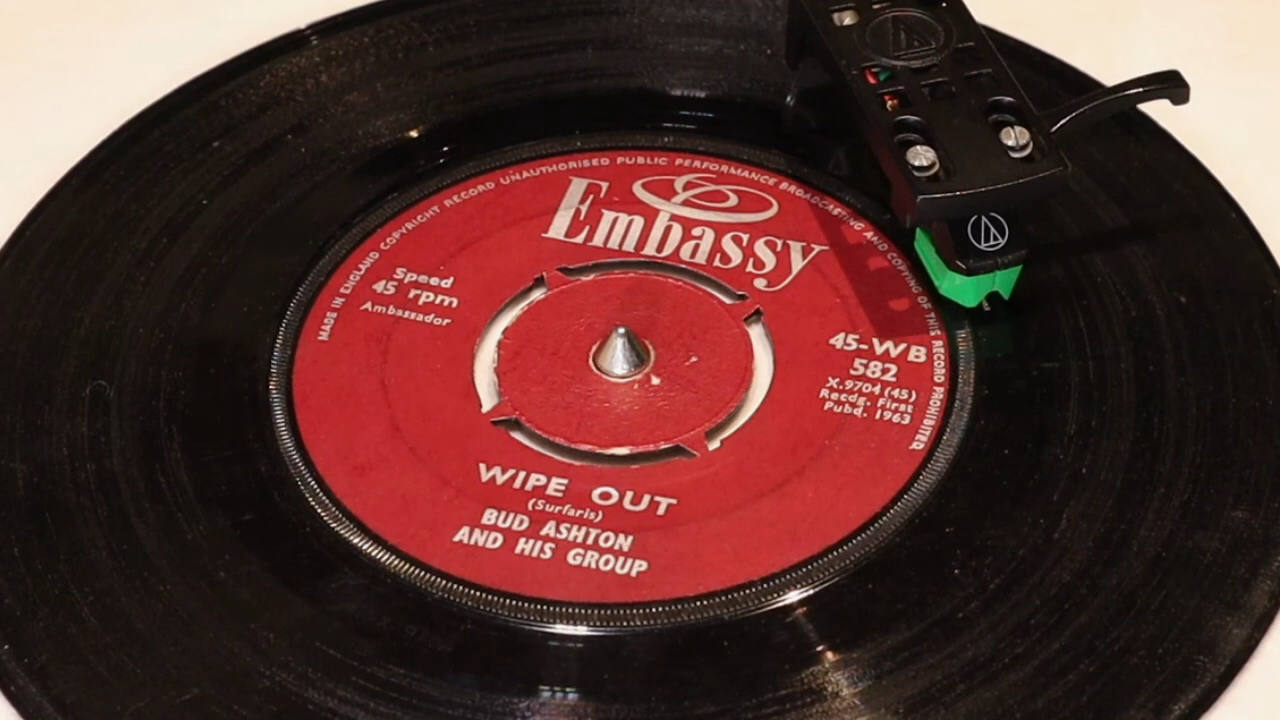 MADE IN ENGLAND COPYRIGHT RECORD UNAUTHORISED PUBLIC PERFORMANCE BROADCASTING AND COPYING OF THIS RECORD PROHIBITED
Embassy
Speed
45 rpm
Ambassador
45-WB
582
X.9704 (45)
Recdg. First
Pubd. 1963
WIPE OUT
(Surfaris)
BUD ASHTON
AND HIS GROUP